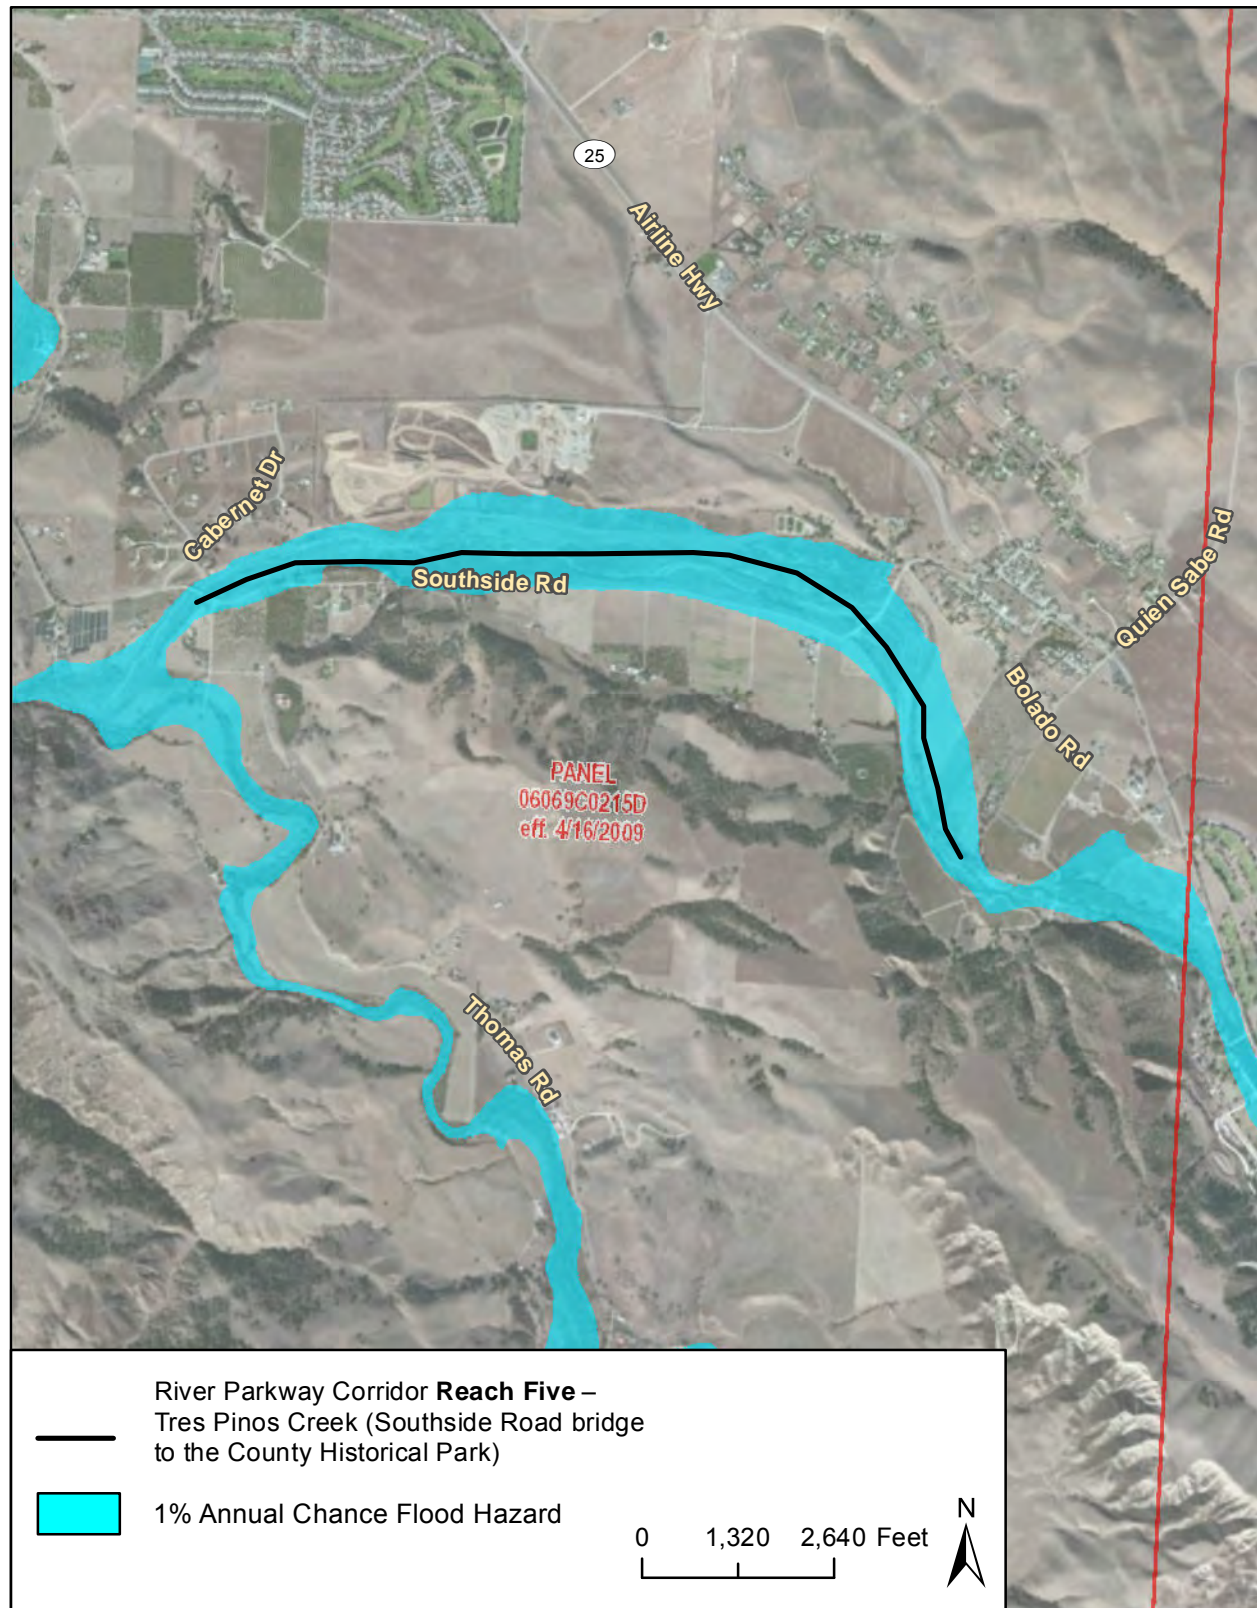 25
Airline Hwy
Cabernet Dr
Southside Rd
Quien Sabe Rd
Bolado Rd
PANEL
06069C0215D
eff. 4/16/2009
Thomas Rd
River Parkway Corridor Reach Five –
Tres Pinos Creek (Southside Road bridge
to the County Historical Park)
1% Annual Chance Flood Hazard
0 1,320 2,640 Feet
N